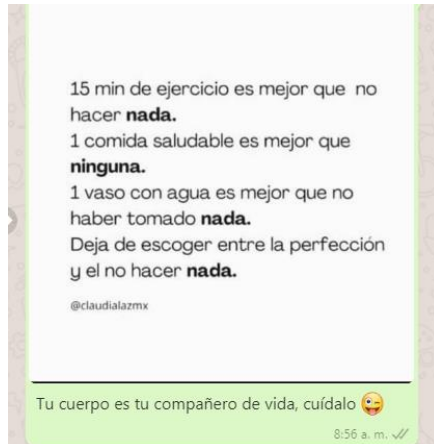 15 min de ejercicio es mejor que no
hacer nada.
1 comida saludable es mejor que
ninguna.
1 vaso con agua es mejor que no
haber tomado nada.
Deja de escoger entre la perfección
y el no hacer nada.
@claudialazmx
Tu cuerpo es tu compañero de vida, cuídalo 😜
8:56 a. m.